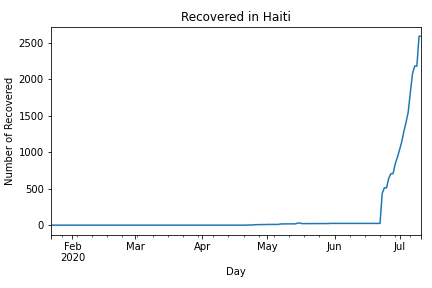 Recovered in Haiti
Number of Recovered
2500
2000
1500
1000
500
0
Feb
2020
Mar
Apr
May
Jun
Jul
Day